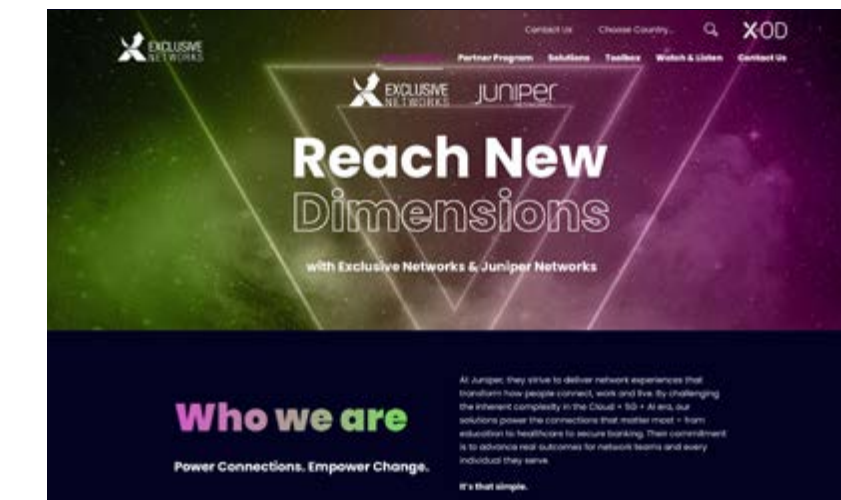 Contact Us Choose Country... X-OD
EXCLUSIVE
NETWORKS
Partner Program Solutions Toolbox Watch & Listen Contact Us
EXCLUSIVE
NETWORKS
JUNIPER
Reach New
Dimensions
with Exclusive Networks & Juniper Networks
Who we are
Power Connections. Empower Change.
At Juniper, they strive to deliver network experiences that
transform how people connect, work and live. By challenging
the inherent complexity in the Cloud + 5G + AI era, our
solutions power the connections that matter most – from
education to healthcare to secure banking. Their commitment
is to advance real outcomes for network teams and every
individual they serve.
It's that simple.